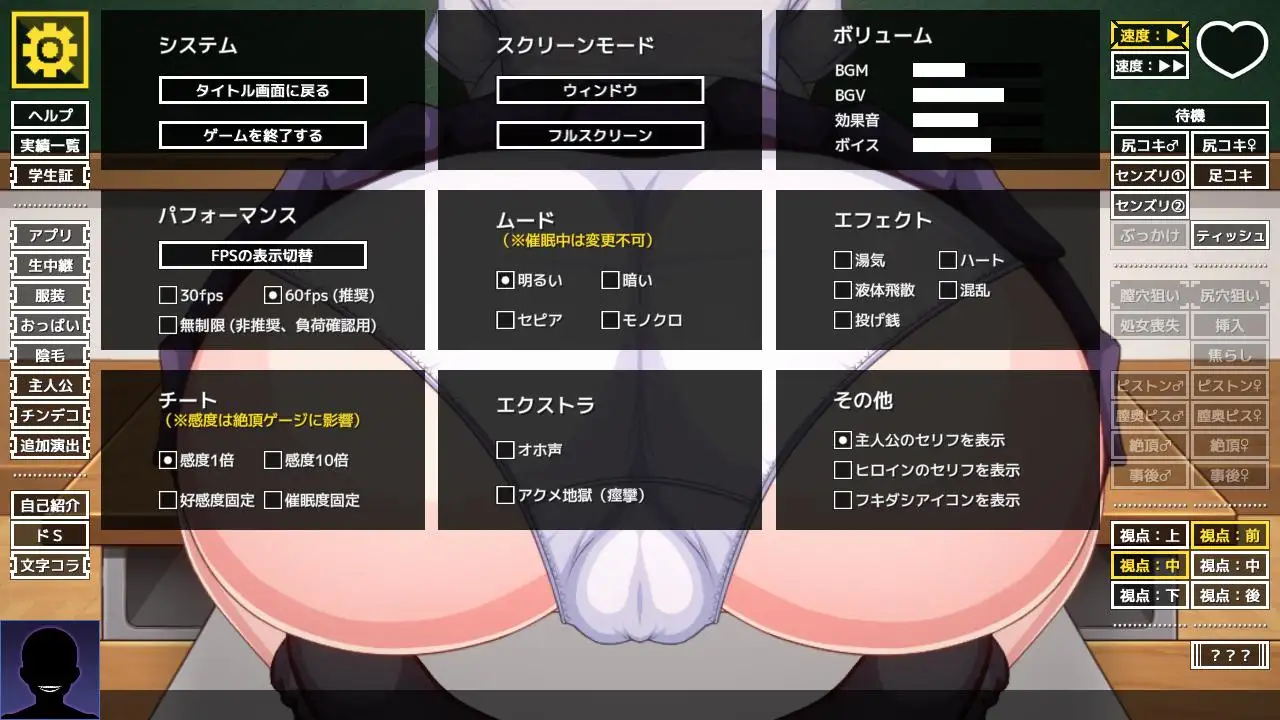 システム
タイトル画面に戻る
ゲームを終了する
スクリーンモード
ウィンドウ
フルスクリーン
ボリューム
BGM
BGV
効果音
ボイス
パフォーマンス
FPSの表示切替
30fps
60fps (推奨)
無制限 (非推奨、負荷確認用)
ムード
(※催眠中は変更不可)
明るい
暗い
セピア
モノクロ
エフェクト
湯気
ハート
液体飛散
混乱
投げ銭
チート
(※感度は絶頂ゲージに影響)
感度1倍
感度10倍
好感度固定
催眠度固定
エクストラ
オホ声
アクメ地獄 (痙攣)
その他
主人公のセリフを表示
ヒロインのセリフを表示
フキダシアイコンを表示
ヘルプ
実績一覧
学生証
アプリ
生中継
服装
おっぱい
陰毛
主人公
チンデコ
追加演出
自己紹介
ドS
文字コラ
速度：▶
速度：▶▶
待機
尻コキ♂
尻コキ♀
センズリ①
足コキ
センズリ②
ぶっかけ
ティッシュ
膣穴狙い
尻穴狙い
処女喪失
挿入
焦らし
ピストン♂
ピストン♀
膣奥ピス♂
膣奥ピス♀
絶頂♂
絶頂♀
事後♂
事後♀
視点：上
視点：前
視点：中
視点：中
視点：下
視点：後
???